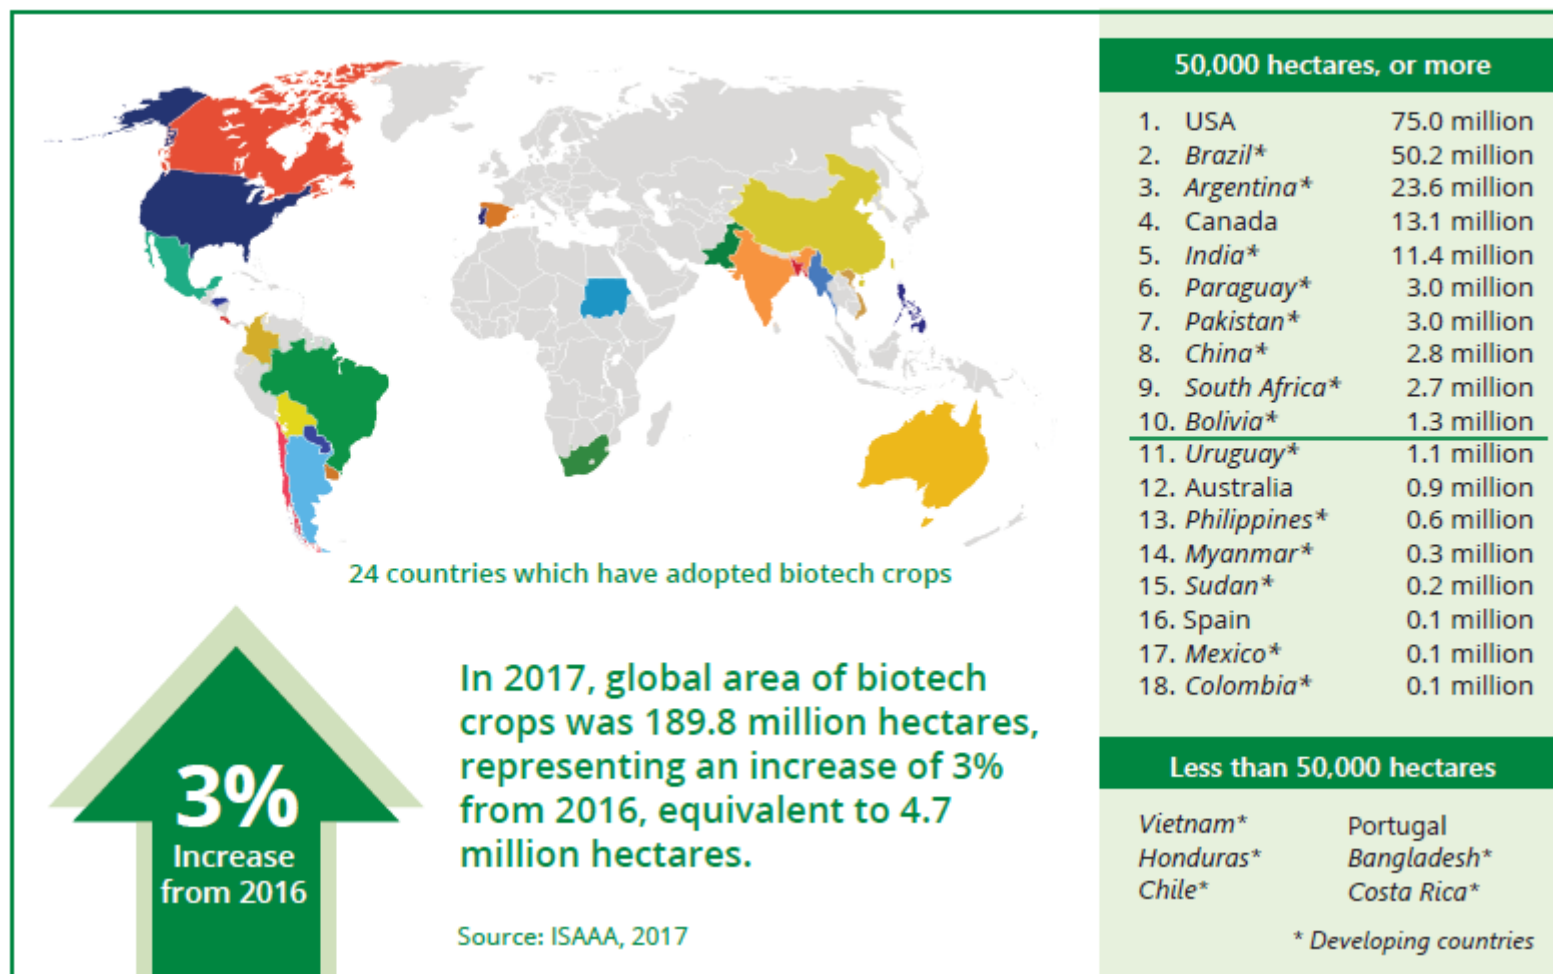 24 countries which have adopted biotech crops
3%
Increase
from 2016
In 2017, global area of biotech
crops was 189.8 million hectares,
representing an increase of 3%
from 2016, equivalent to 4.7
million hectares.
Source: ISAAA, 2017
50,000 hectares, or more
1. USA 75.0 million
2. Brazil* 50.2 million
3. Argentina* 23.6 million
4. Canada 13.1 million
5. India* 11.4 million
6. Paraguay* 3.0 million
7. Pakistan* 3.0 million
8. China* 2.8 million
9. South Africa* 2.7 million
10. Bolivia* 1.3 million
11. Uruguay* 1.1 million
12. Australia 0.9 million
13. Philippines* 0.6 million
14. Myanmar* 0.3 million
15. Sudan* 0.2 million
16. Spain 0.1 million
17. Mexico* 0.1 million
18. Colombia* 0.1 million
Less than 50,000 hectares
Vietnam* Portugal
Honduras* Bangladesh*
Chile* Costa Rica*
* Developing countries